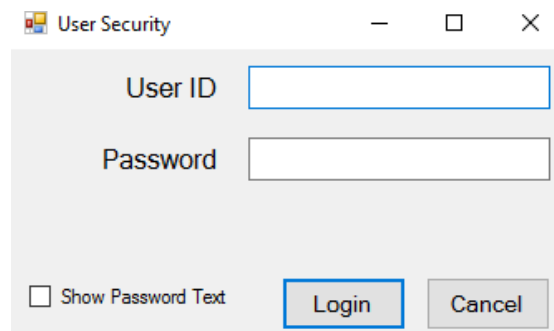 User Security
User ID
Password
Show Password Text
Login
Cancel